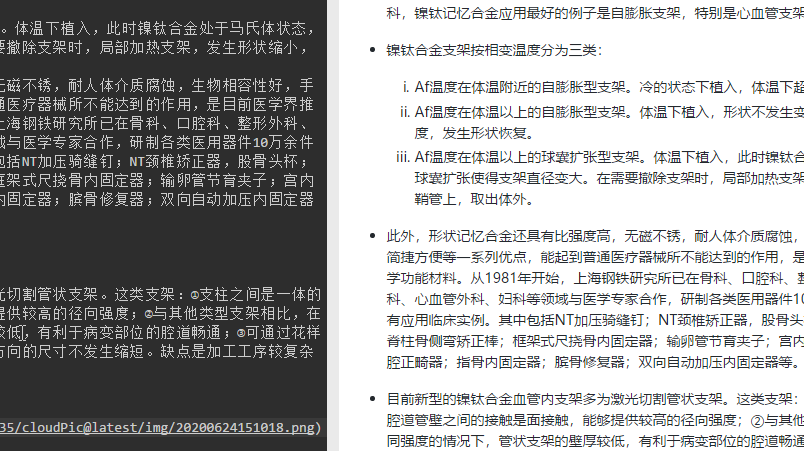 。体温下植入，此时镍钛合金处于马氏体状态，
要撤除支架时，局部加热支架，发生形状缩小，
无磁不锈，耐人体介质腐蚀，生物相容性好，手
通医疗器械所不能达到的作用，是目前医学界推
上海钢铁研究所已在骨科、口腔科、整形外科、
域与医学专家合作，研制各类医用器件10万余件
包括NT加压骑缝钉；NT颈椎矫正器，股骨头杯；
框架式尺挠骨内固定器；输卵管节育夹子；宫内
内固定器；膑骨修复器；双向自动加压内固定器
光切割管状支架。这类支架：①支柱之间是一体的
提供较高的径向强度；②与其他类型支架相比，在
较低，有利于病变部位的腔道畅通；③可通过花样
方向的尺寸不发生缩短。缺点是加工工序较复杂
35/cloudPic@latest/img/20200624151018.png)
科，镍钛记忆合金应用最好的例子是自膨胀支架，特别是心血管支架
• 镍钛合金支架按相变温度分为三类：
i. Af温度在体温附近的自膨胀型支架。冷的状态下植入，体温下超
ii. Af温度在体温以上的自膨胀型支架。体温下植入，形状不发生变
度，发生形状恢复。
iii. Af温度在体温以上的球囊扩张型支架。体温下植入，此时镍钛合
球囊扩张使得支架直径变大。在需要撤除支架时，局部加热支架
鞘管上，取出体外。
• 此外，形状记忆合金还具有比强度高，无磁不锈，耐人体介质腐蚀，
简捷方便等一系列优点，能起到普通医疗器械所不能达到的作用，是
学功能材料。从1981年开始，上海钢铁研究所已在骨科、口腔科、整
科、心血管外科、妇科等领域与医学专家合作，研制各类医用器件10
有应用临床实例。其中包括NT加压骑缝钉；NT颈椎矫正器，股骨头
脊柱骨侧弯矫正棒；框架式尺挠骨内固定器；输卵管节育夹子；宫内
腔正畸器；指骨内固定器；膑骨修复器；双向自动加压内固定器等。
• 目前新型的镍钛合金血管内支架多为激光切割管状支架。这类支架：
腔道管壁之间的接触是面接触，能够提供较高的径向强度；②与其他
同强度的情况下，管状支架的壁厚较低，有利于病变部位的腔道畅通